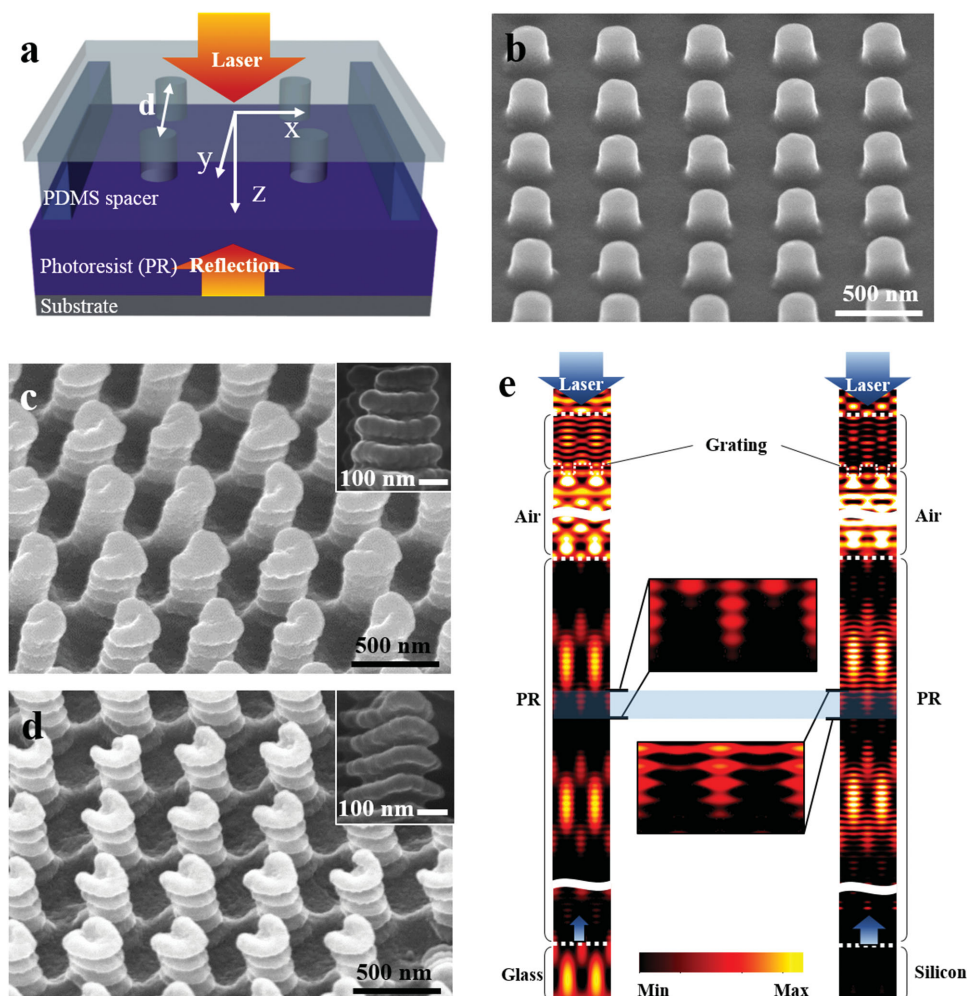 a
Laser
d
x
y
z
PDMS spacer
Photoresist (PR)
Reflection
Substrate
b
500 nm
c
100 nm
500 nm
d
100 nm
500 nm
e
Laser
Laser
Grating
Air
Air
PR
PR
Glass
Silicon
Min
Max